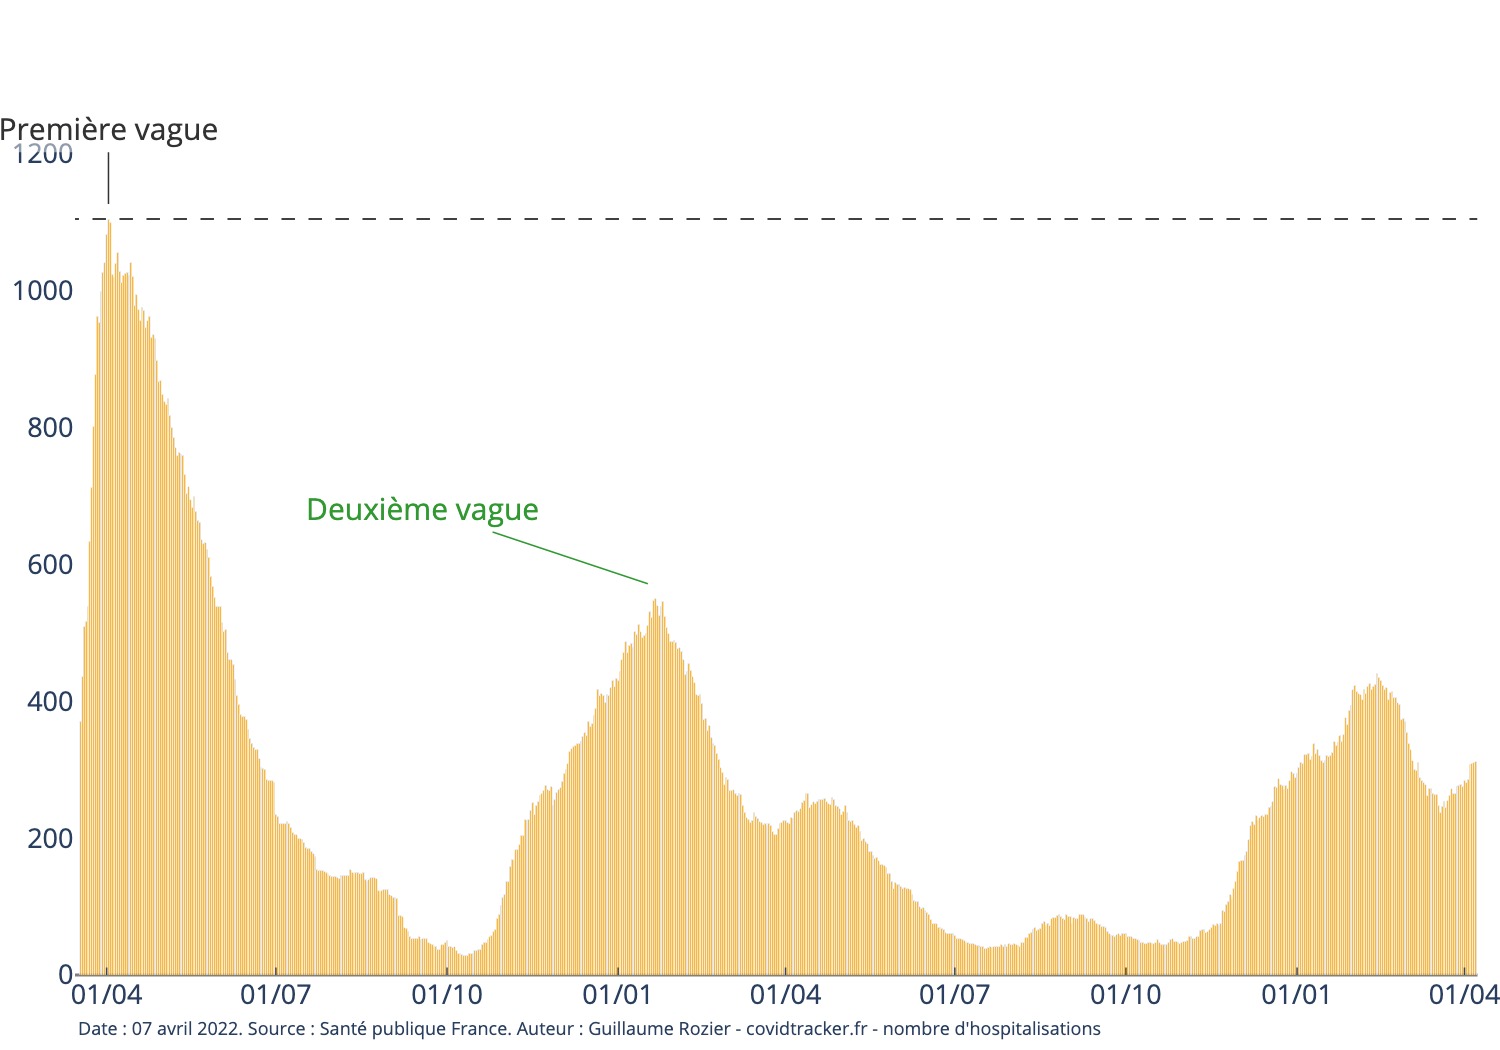 Première vague
1200
1000
800
Deuxième vague
600
400
200
0
01/04 01/07 01/10 01/01 01/04 01/07 01/10 01/01 01/04
Date : 07 avril 2022. Source : Santé publique France. Auteur : Guillaume Rozier - covidtracker.fr - nombre d'hospitalisations